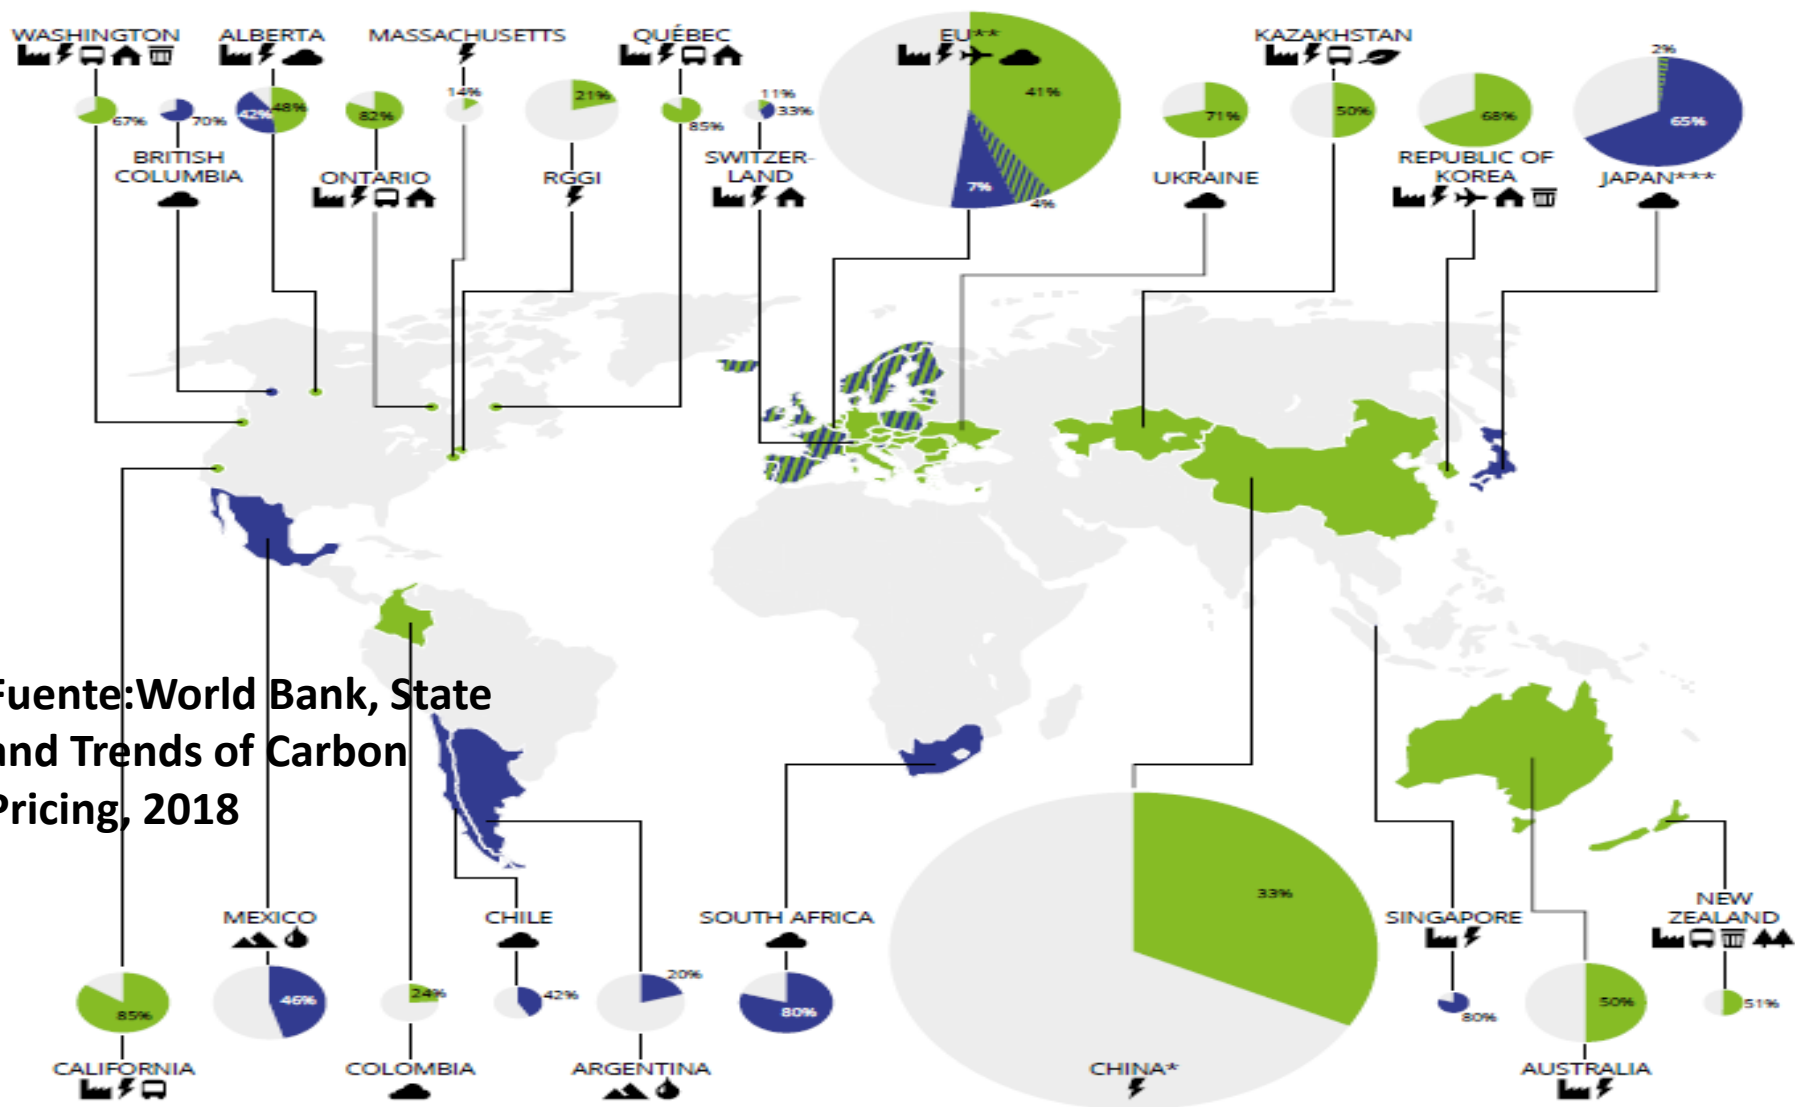 WASHINGTON
67%
BRITISH
COLUMBIA
70%
ALBERTA
42%
48%
ONTARIO
82%
MASSACHUSETTS
14%
RGGI
21%
QUÉBEC
85%
SWITZER-
LAND
11%
33%
EU**
41%
7%
4%
UKRAINE
71%
KAZAKHSTAN
50%
REPUBLIC OF
KOREA
68%
JAPAN***
2%
65%
Fuente:World Bank, State
and Trends of Carbon
Pricing, 2018
CALIFORNIA
85%
MEXICO
46%
COLOMBIA
24%
CHILE
42%
ARGENTINA
20%
SOUTH AFRICA
80%
CHINA*
33%
SINGAPORE
80%
AUSTRALIA
50%
NEW
ZEALAND
51%